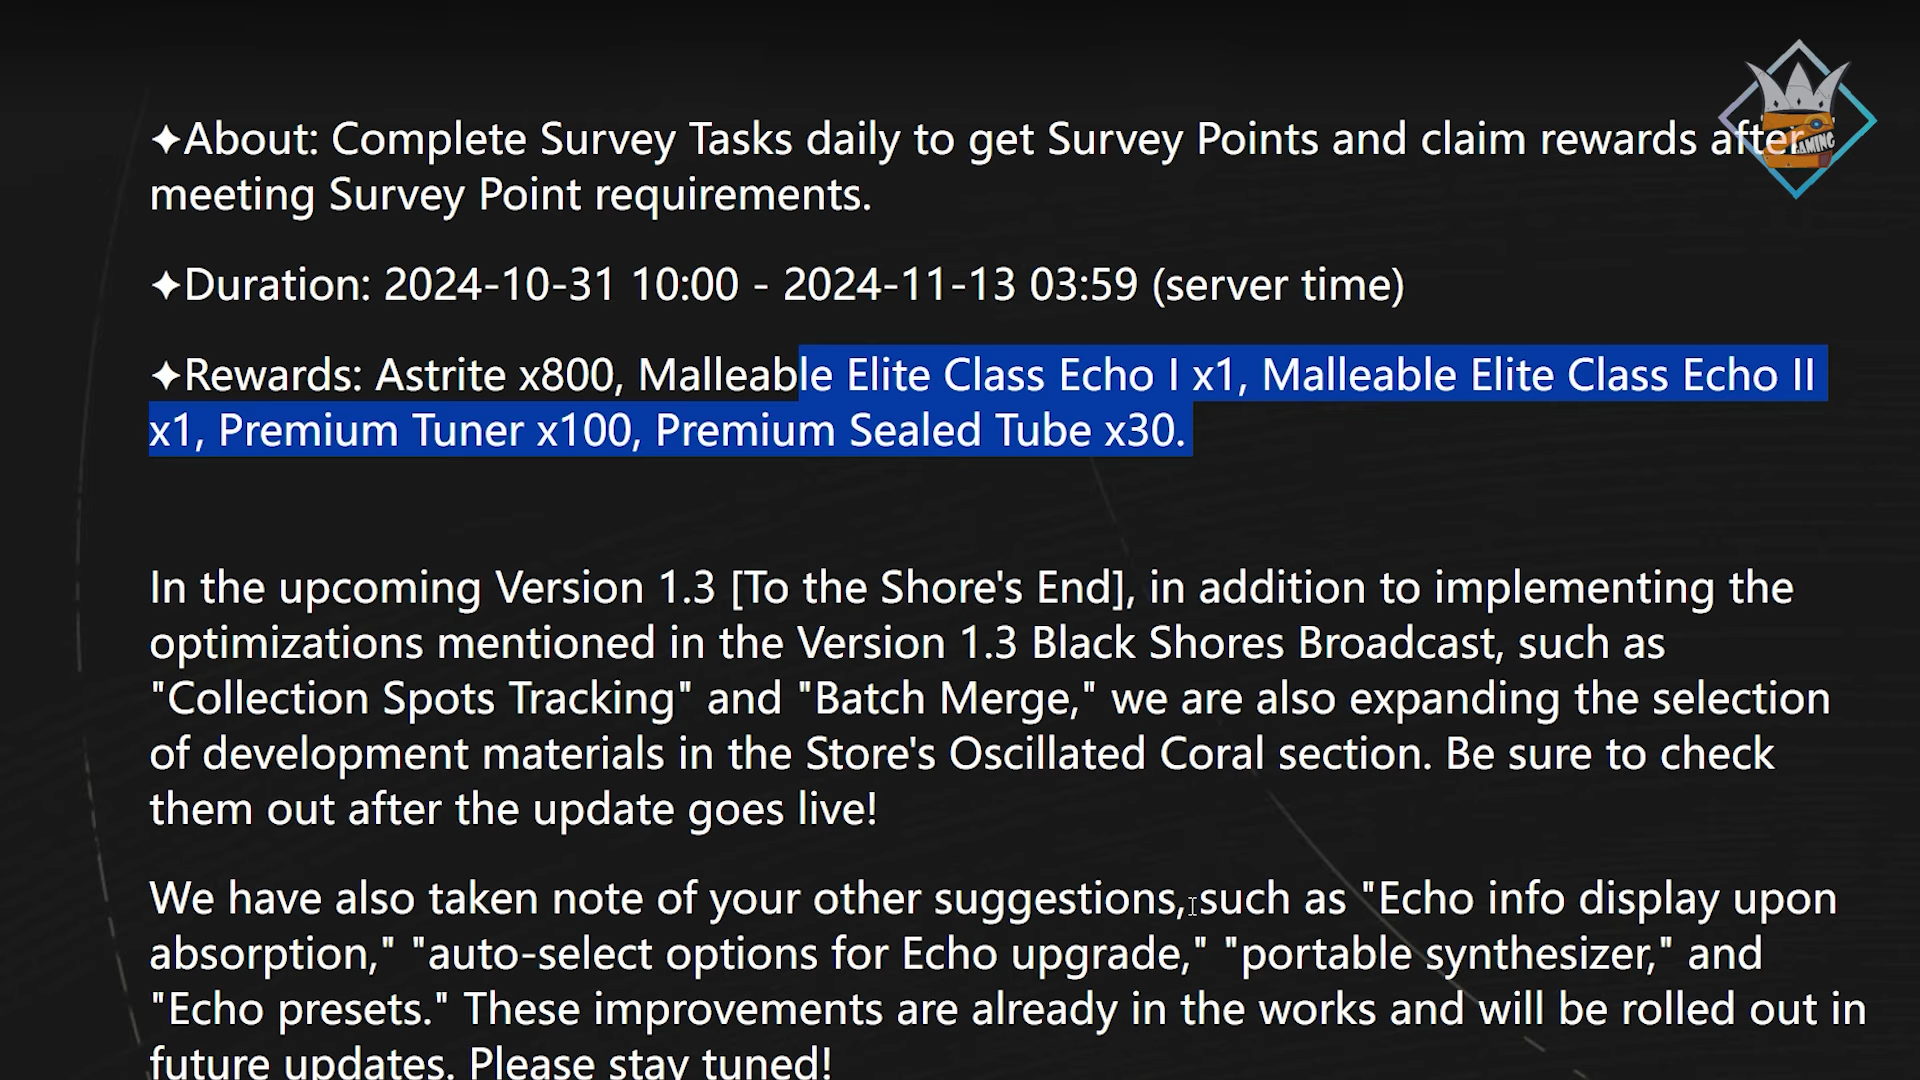 ✦About: Complete Survey Tasks daily to get Survey Points and claim rewards after
meeting Survey Point requirements.
✦Duration: 2024-10-31 10:00 - 2024-11-13 03:59 (server time)
✦Rewards: Astrite x800, Malleable Elite Class Echo I x1, Malleable Elite Class Echo II
x1, Premium Tuner x100, Premium Sealed Tube x30.
In the upcoming Version 1.3 [To the Shore's End], in addition to implementing the
optimizations mentioned in the Version 1.3 Black Shores Broadcast, such as
"Collection Spots Tracking" and "Batch Merge," we are also expanding the selection
of development materials in the Store's Oscillated Coral section. Be sure to check
them out after the update goes live!
We have also taken note of your other suggestions, such as "Echo info display upon
absorption," "auto-select options for Echo upgrade," "portable synthesizer," and
"Echo presets." These improvements are already in the works and will be rolled out in
future updates. Please stay tuned!
GAMING